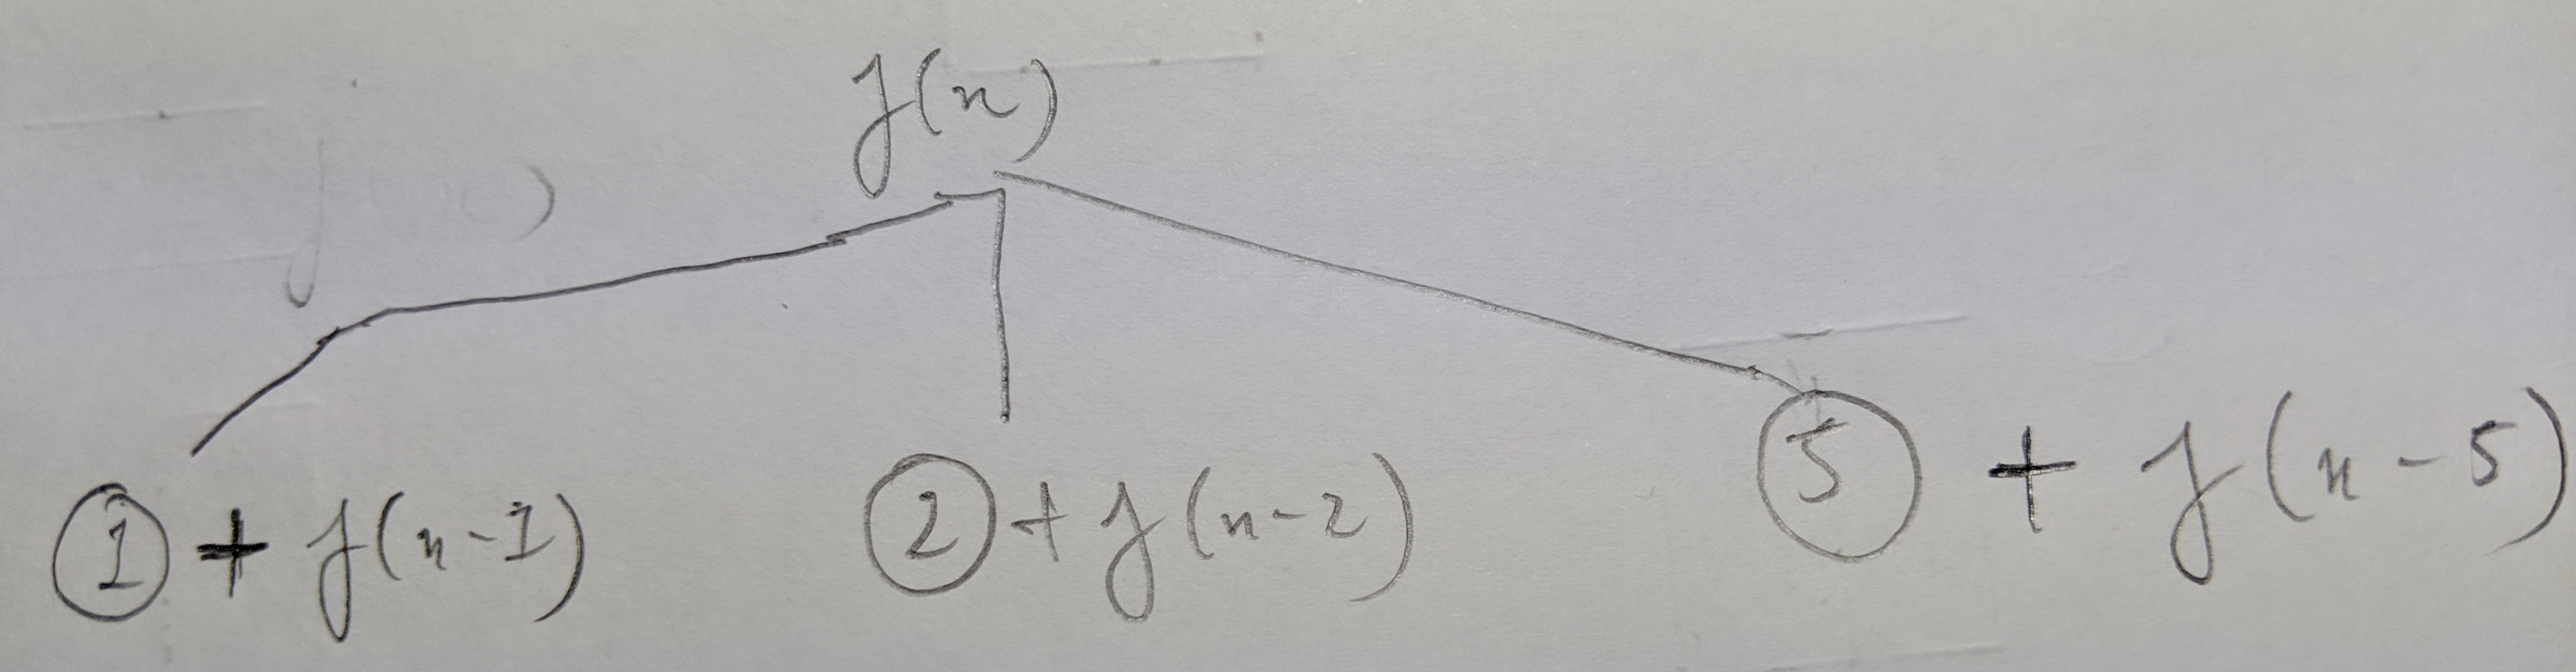 f(n)
① + f(n-1)
② + f(n-2)
⑤ + f(n-5)